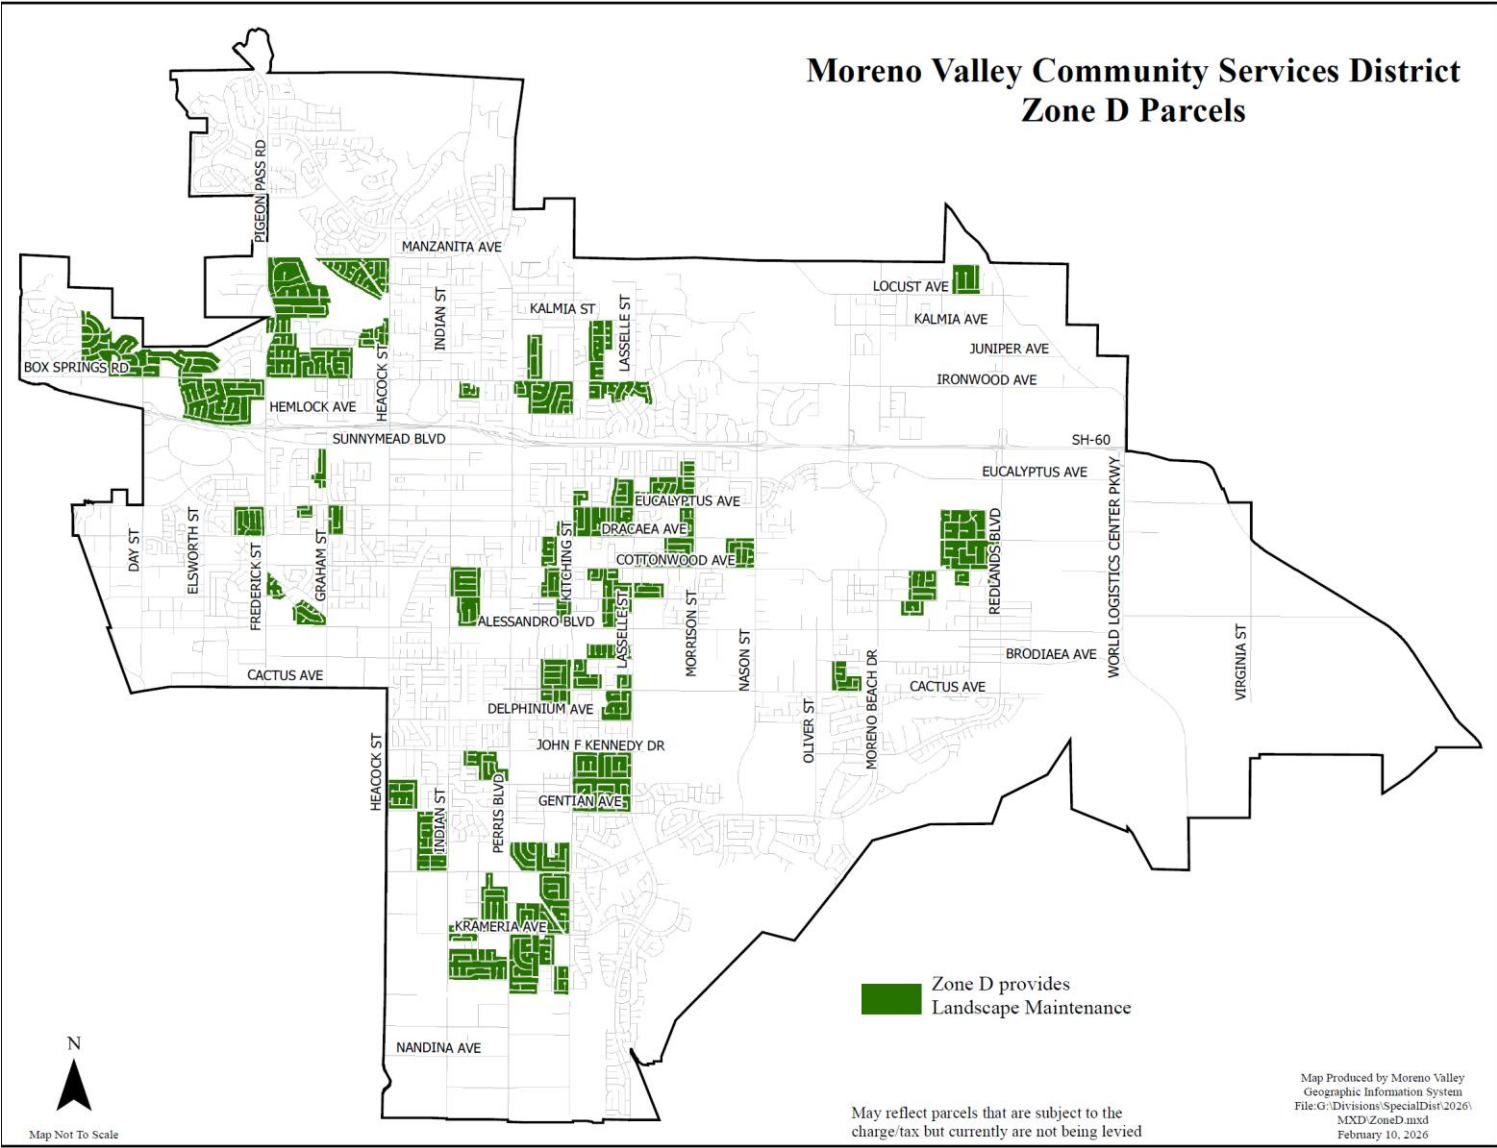 Moreno Valley Community Services District
Zone D Parcels
PIGEON PASS RD
MANZANITA AVE
LOCUST AVE
INDIAN ST
KALMIA ST
LASSELLE ST
KALMIA AVE
JUNIPER AVE
BOX SPRINGS RD
HEACOCK ST
IRONWOOD AVE
HEMLOCK AVE
SUNNYMEAD BLVD
SH-60
EUCALYPTUS AVE
EUCALYPTUS AVE
DRACAEA AVE
COTTONWOOD AVE
DAY ST
ELSWORTH ST
FREDERICK ST
GRAHAM ST
KITCHING ST
REDLANDS BLVD
WORLD LOGISTICS CENTER PKWY
ALESSANDRO BLVD
LASSELLE ST
MORRISON ST
NASON ST
BRODIAEA AVE
VIRGINIA ST
CACTUS AVE
CACTUS AVE
DELPHINIUM AVE
OLIVER ST
MORENO BEACH DR
JOHN F KENNEDY DR
HEACOCK ST
INDIAN ST
PERRIS BLVD
GENTIAN AVE
KRAMERIA AVE
NANDINA AVE
Zone D provides
Landscape Maintenance
N
Map Not To Scale
May reflect parcels that are subject to the
charge/tax but currently are not being levied
Map Produced by Moreno Valley
Geographic Information System
File:G:\Divisions\SpecialDist\2026\
MXD\ZoneD.mxd
February 10, 2026